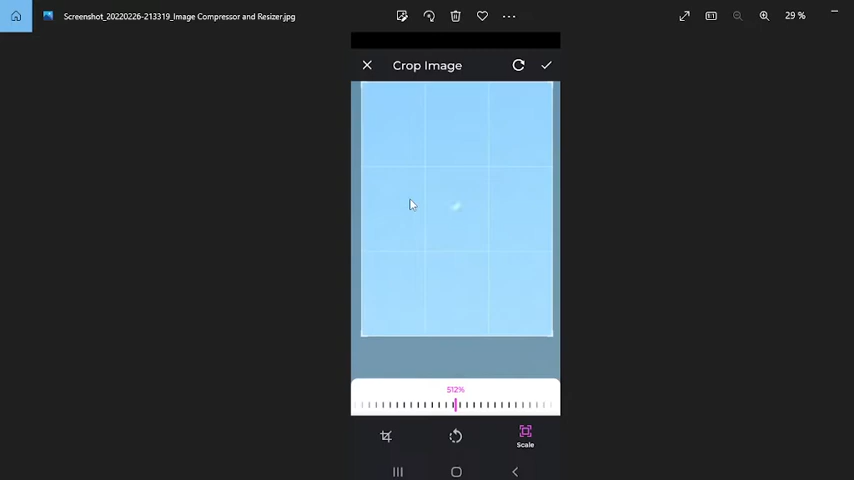 Screenshot_20220226-213319_Image Compressor and Resizer.jpg
29 %
Crop Image
512%
Scale